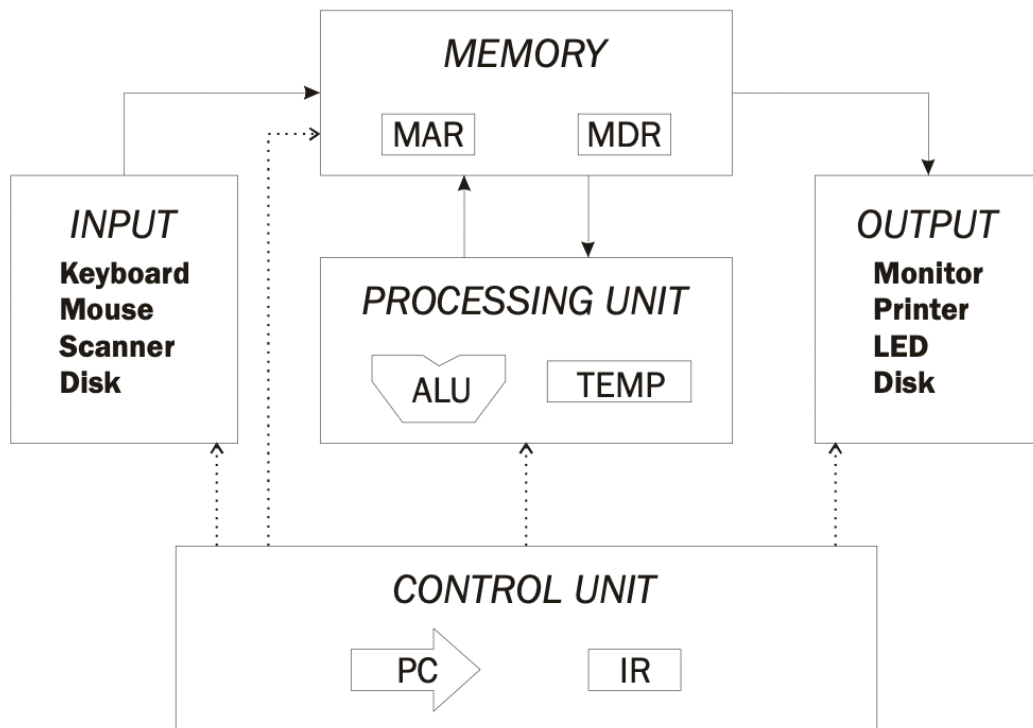 MEMORY
MAR
MDR
INPUT
Keyboard
Mouse
Scanner
Disk
PROCESSING UNIT
ALU
TEMP
OUTPUT
Monitor
Printer
LED
Disk
CONTROL UNIT
PC
IR